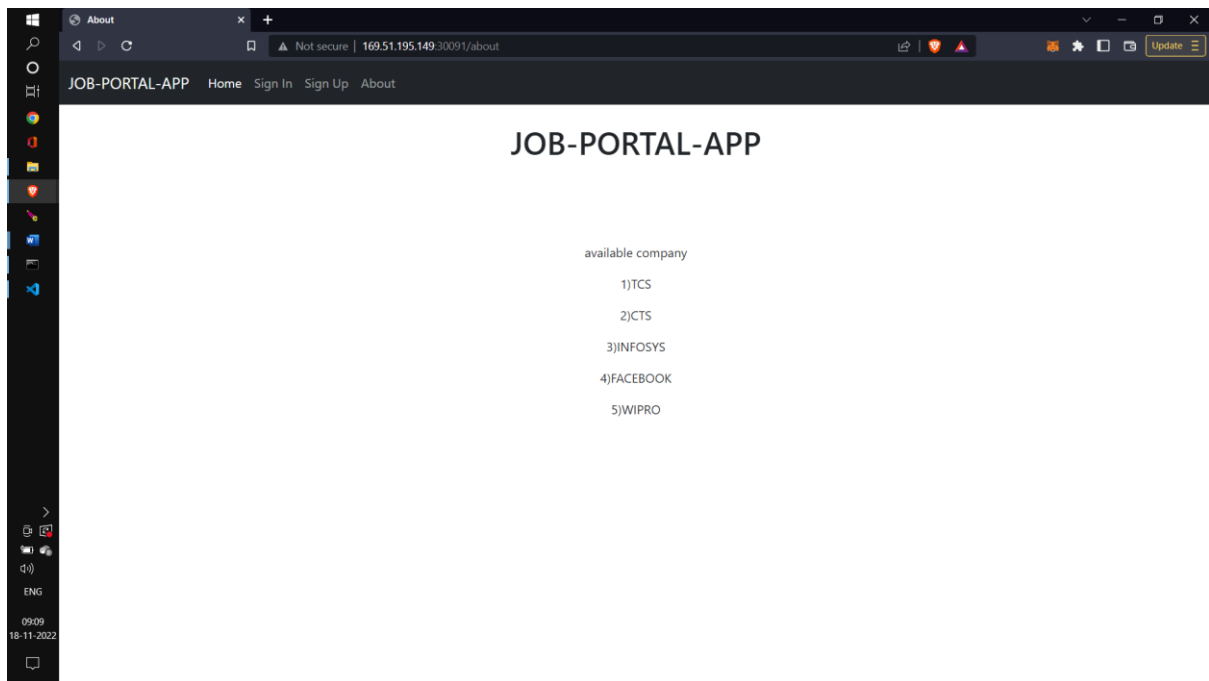 About
Not secure | 169.51.195.149:30091/about
Update
JOB-PORTAL-APP Home Sign In Sign Up About
JOB-PORTAL-APP
available company
1)TCS
2)CTS
3)INFOSYS
4)FACEBOOK
5)WIPRO
ENG
09:09
18-11-2022